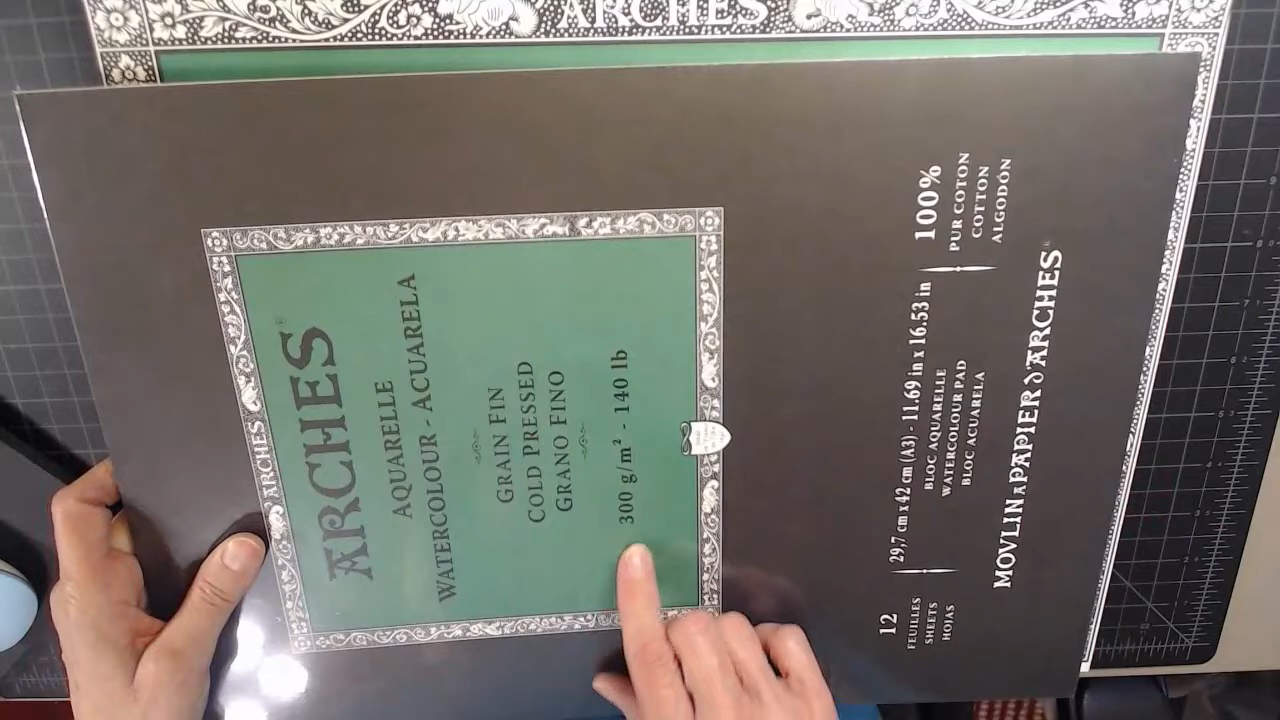 ARCHES
ARCHES
ARCHES®
AQUARELLE
WATERCOLOUR - ACUARELA
GRAIN FIN
COLD PRESSED
GRANO FINO
300 g/m² - 140 lb
12
FEUILLES
SHEETS
HOJAS
29,7 cm x 42 cm (A3) - 11.69 in x 16.53 in
BLOC AQUARELLE
WATERCOLOUR PAD
BLOC ACUARELA
100%
PUR COTON
COTTON
ALGODÓN
MOVLIN A PAPIER D'ARCHES®